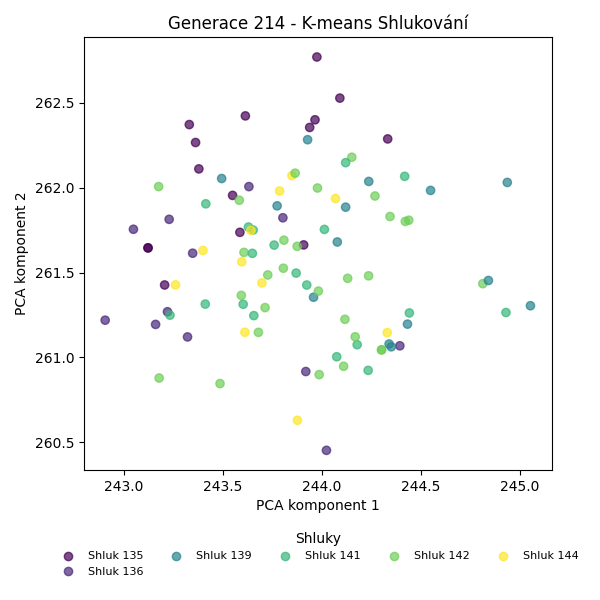 Generace 214 - K-means Shlukování
262.5
262.0
261.5
261.0
260.5
PCA komponent 2
243.0 243.5 244.0 244.5 245.0
PCA komponent 1
Shluky
Shluk 135 Shluk 139 Shluk 141 Shluk 142 Shluk 144
Shluk 136